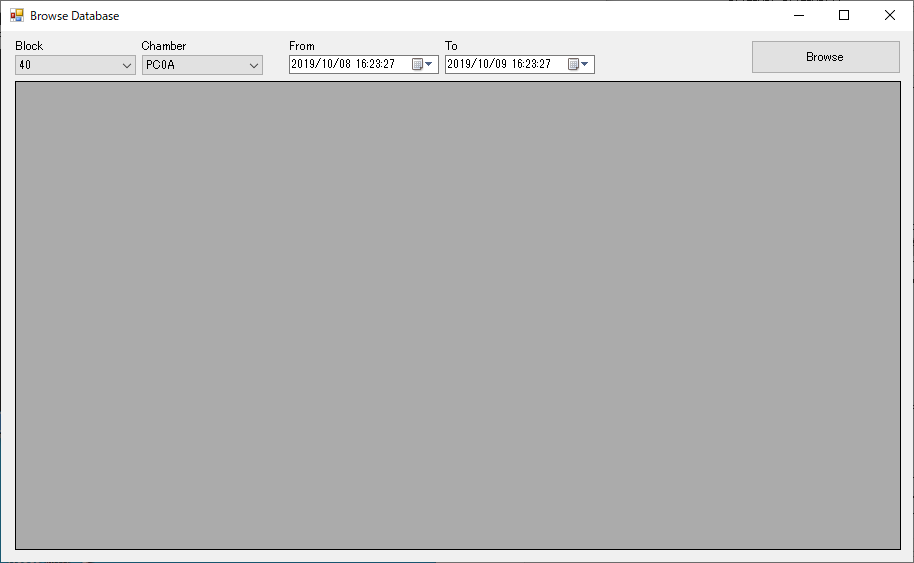 Browse Database
Block Chamber From To
40 PC0A 2019/10/08 16:23:27 2019/10/09 16:23:27 Browse